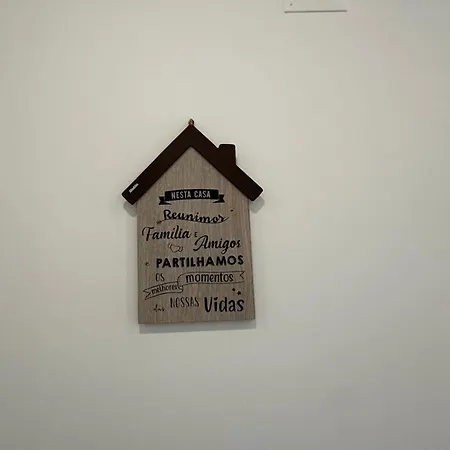 NESTA CASA
Reunimos
Família e
Amigos
PARTILHAMOS
OS
melhores momentos
das NOSSAS Vidas